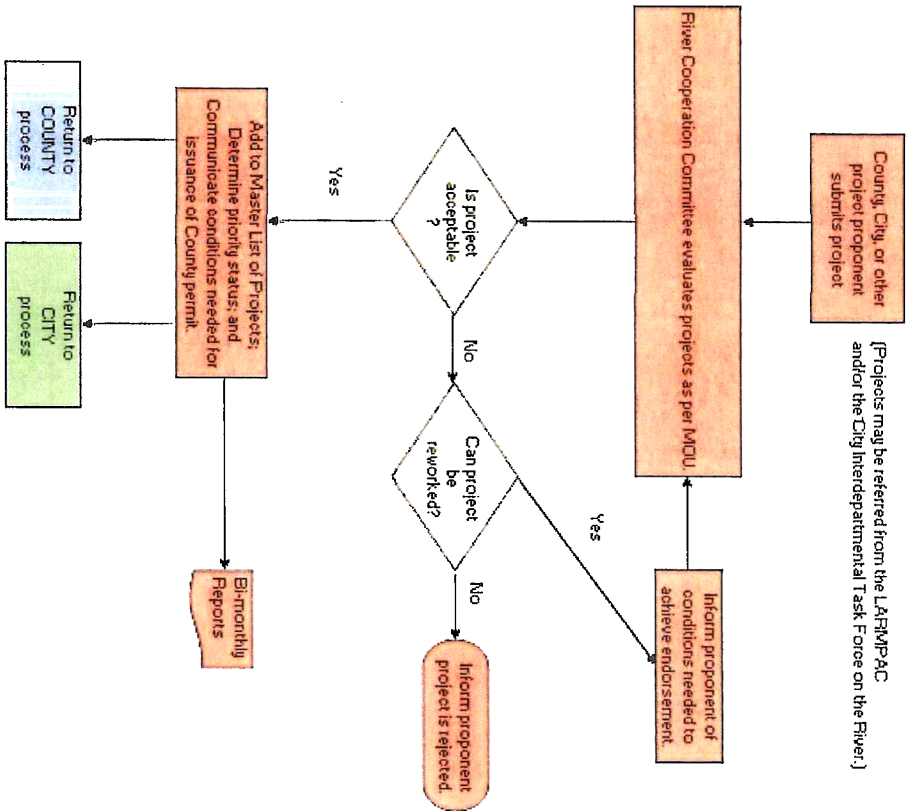 County, City, or other
project proponent
submits project
(Projects may be referred from the LARMPAC
and/or the City Interdepartmental Task Force on the River.)
River Cooperation Committee evaluates projects as per MOU.
Inform proponent of
conditions needed to
achieve endorsement.
Is project
acceptable
?
No
Can project
be
reworked?
Yes
No
Inform proponent
project is rejected.
Yes
Add to Master List of Projects;
Determine priority status; and
Communicate conditions needed for
issuance of County permit.
Bi-monthly
Reports
Return to
COUNTY
process
Return to
CITY
process